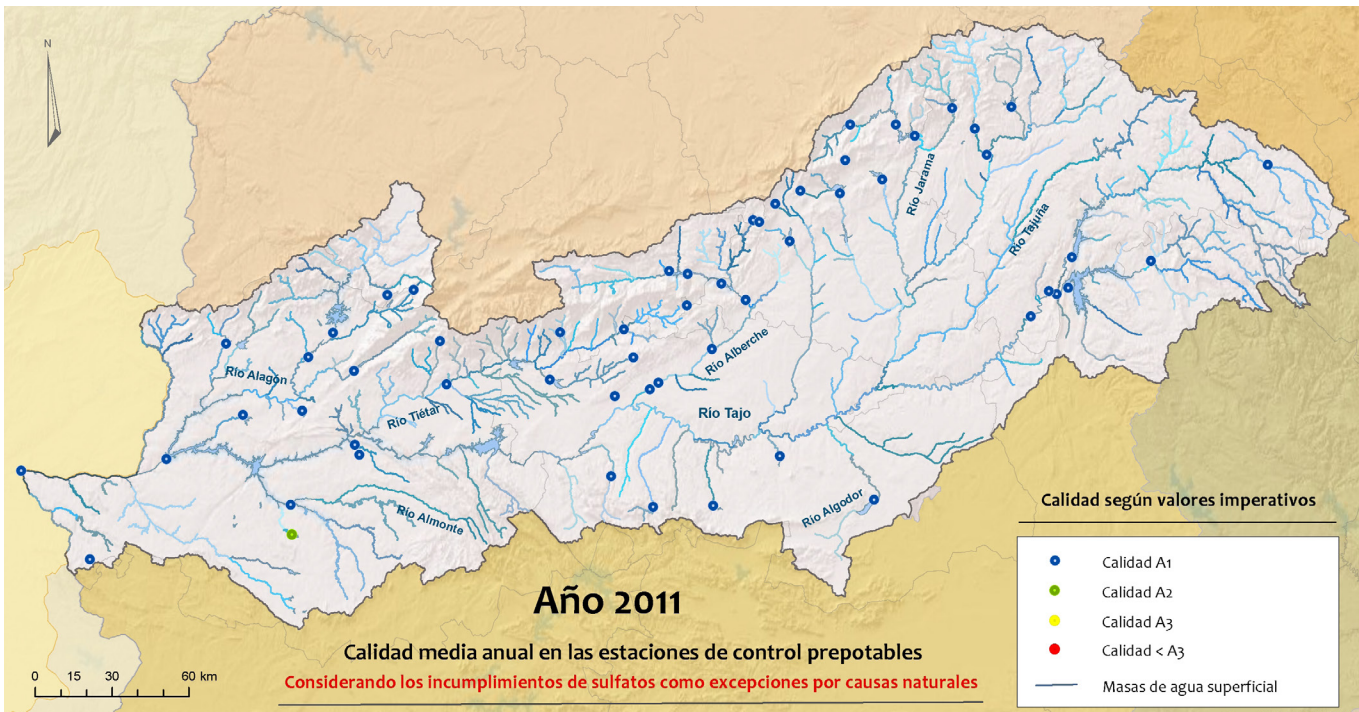 N
Río Jarama
Río Tajuña
Río Alagón
Río Alberche
Río Tiétar
Río Tajo
Río Almonte
Río Algodor
Calidad según valores imperativos
Calidad A1
Calidad A2
Calidad A3
Calidad < A3
Masas de agua superficial
Año 2011
Calidad media anual en las estaciones de control prepotables
Considerando los incumplimientos de sulfatos como excepciones por causas naturales
0 15 30 60 km